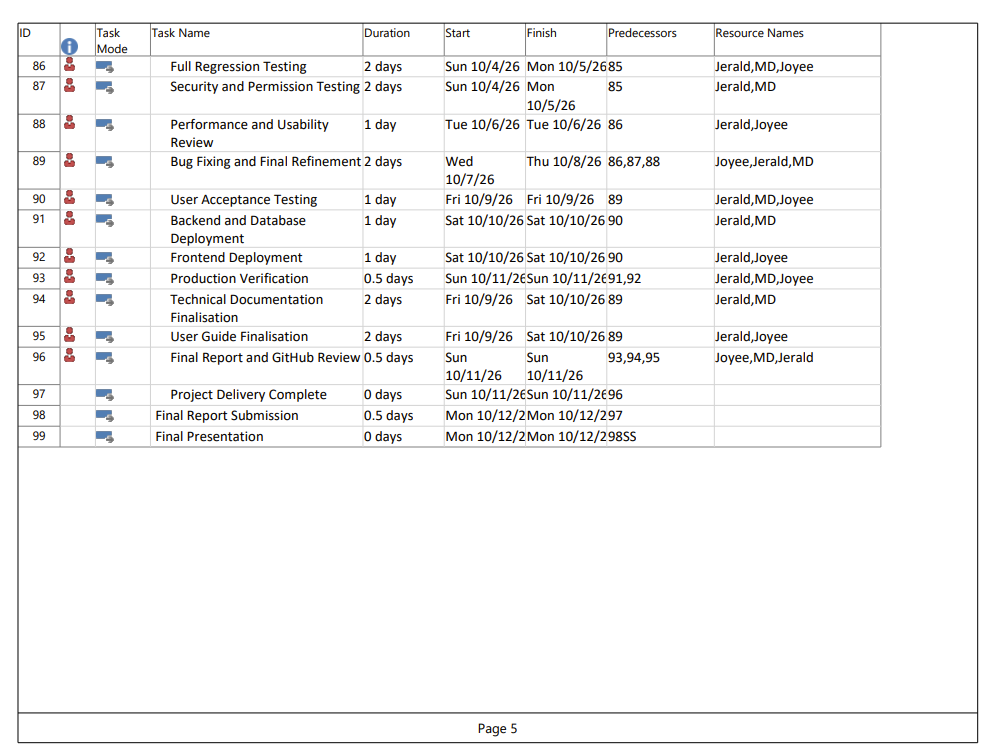 ID Task Mode Task Name Duration Start Finish Predecessors Resource Names
86 Full Regression Testing 2 days Sun 10/4/26 Mon 10/5/26 85 Jerald,MD,Joyee
87 Security and Permission Testing 2 days Sun 10/4/26 Mon 10/5/26 85 Jerald,MD
88 Performance and Usability Review 1 day Tue 10/6/26 Tue 10/6/26 86 Jerald,Joyee
89 Bug Fixing and Final Refinement 2 days Wed 10/7/26 Thu 10/8/26 86,87,88 Joyee,Jerald,MD
90 User Acceptance Testing 1 day Fri 10/9/26 Fri 10/9/26 89 Jerald,MD,Joyee
91 Backend and Database Deployment 1 day Sat 10/10/26 Sat 10/10/26 90 Jerald,MD
92 Frontend Deployment 1 day Sat 10/10/26 Sat 10/10/26 90 Jerald,Joyee
93 Production Verification 0.5 days Sun 10/11/26 Sun 10/11/26 91,92 Jerald,MD,Joyee
94 Technical Documentation Finalisation 2 days Fri 10/9/26 Sat 10/10/26 89 Jerald,MD
95 User Guide Finalisation 2 days Fri 10/9/26 Sat 10/10/26 89 Jerald,Joyee
96 Final Report and GitHub Review 0.5 days Sun 10/11/26 Sun 10/11/26 93,94,95 Joyee,MD,Jerald
97 Project Delivery Complete 0 days Sun 10/11/26 Sun 10/11/26 96
98 Final Report Submission 0.5 days Mon 10/12/2 Mon 10/12/2 97
99 Final Presentation 0 days Mon 10/12/2 Mon 10/12/2 98SS
Page 5